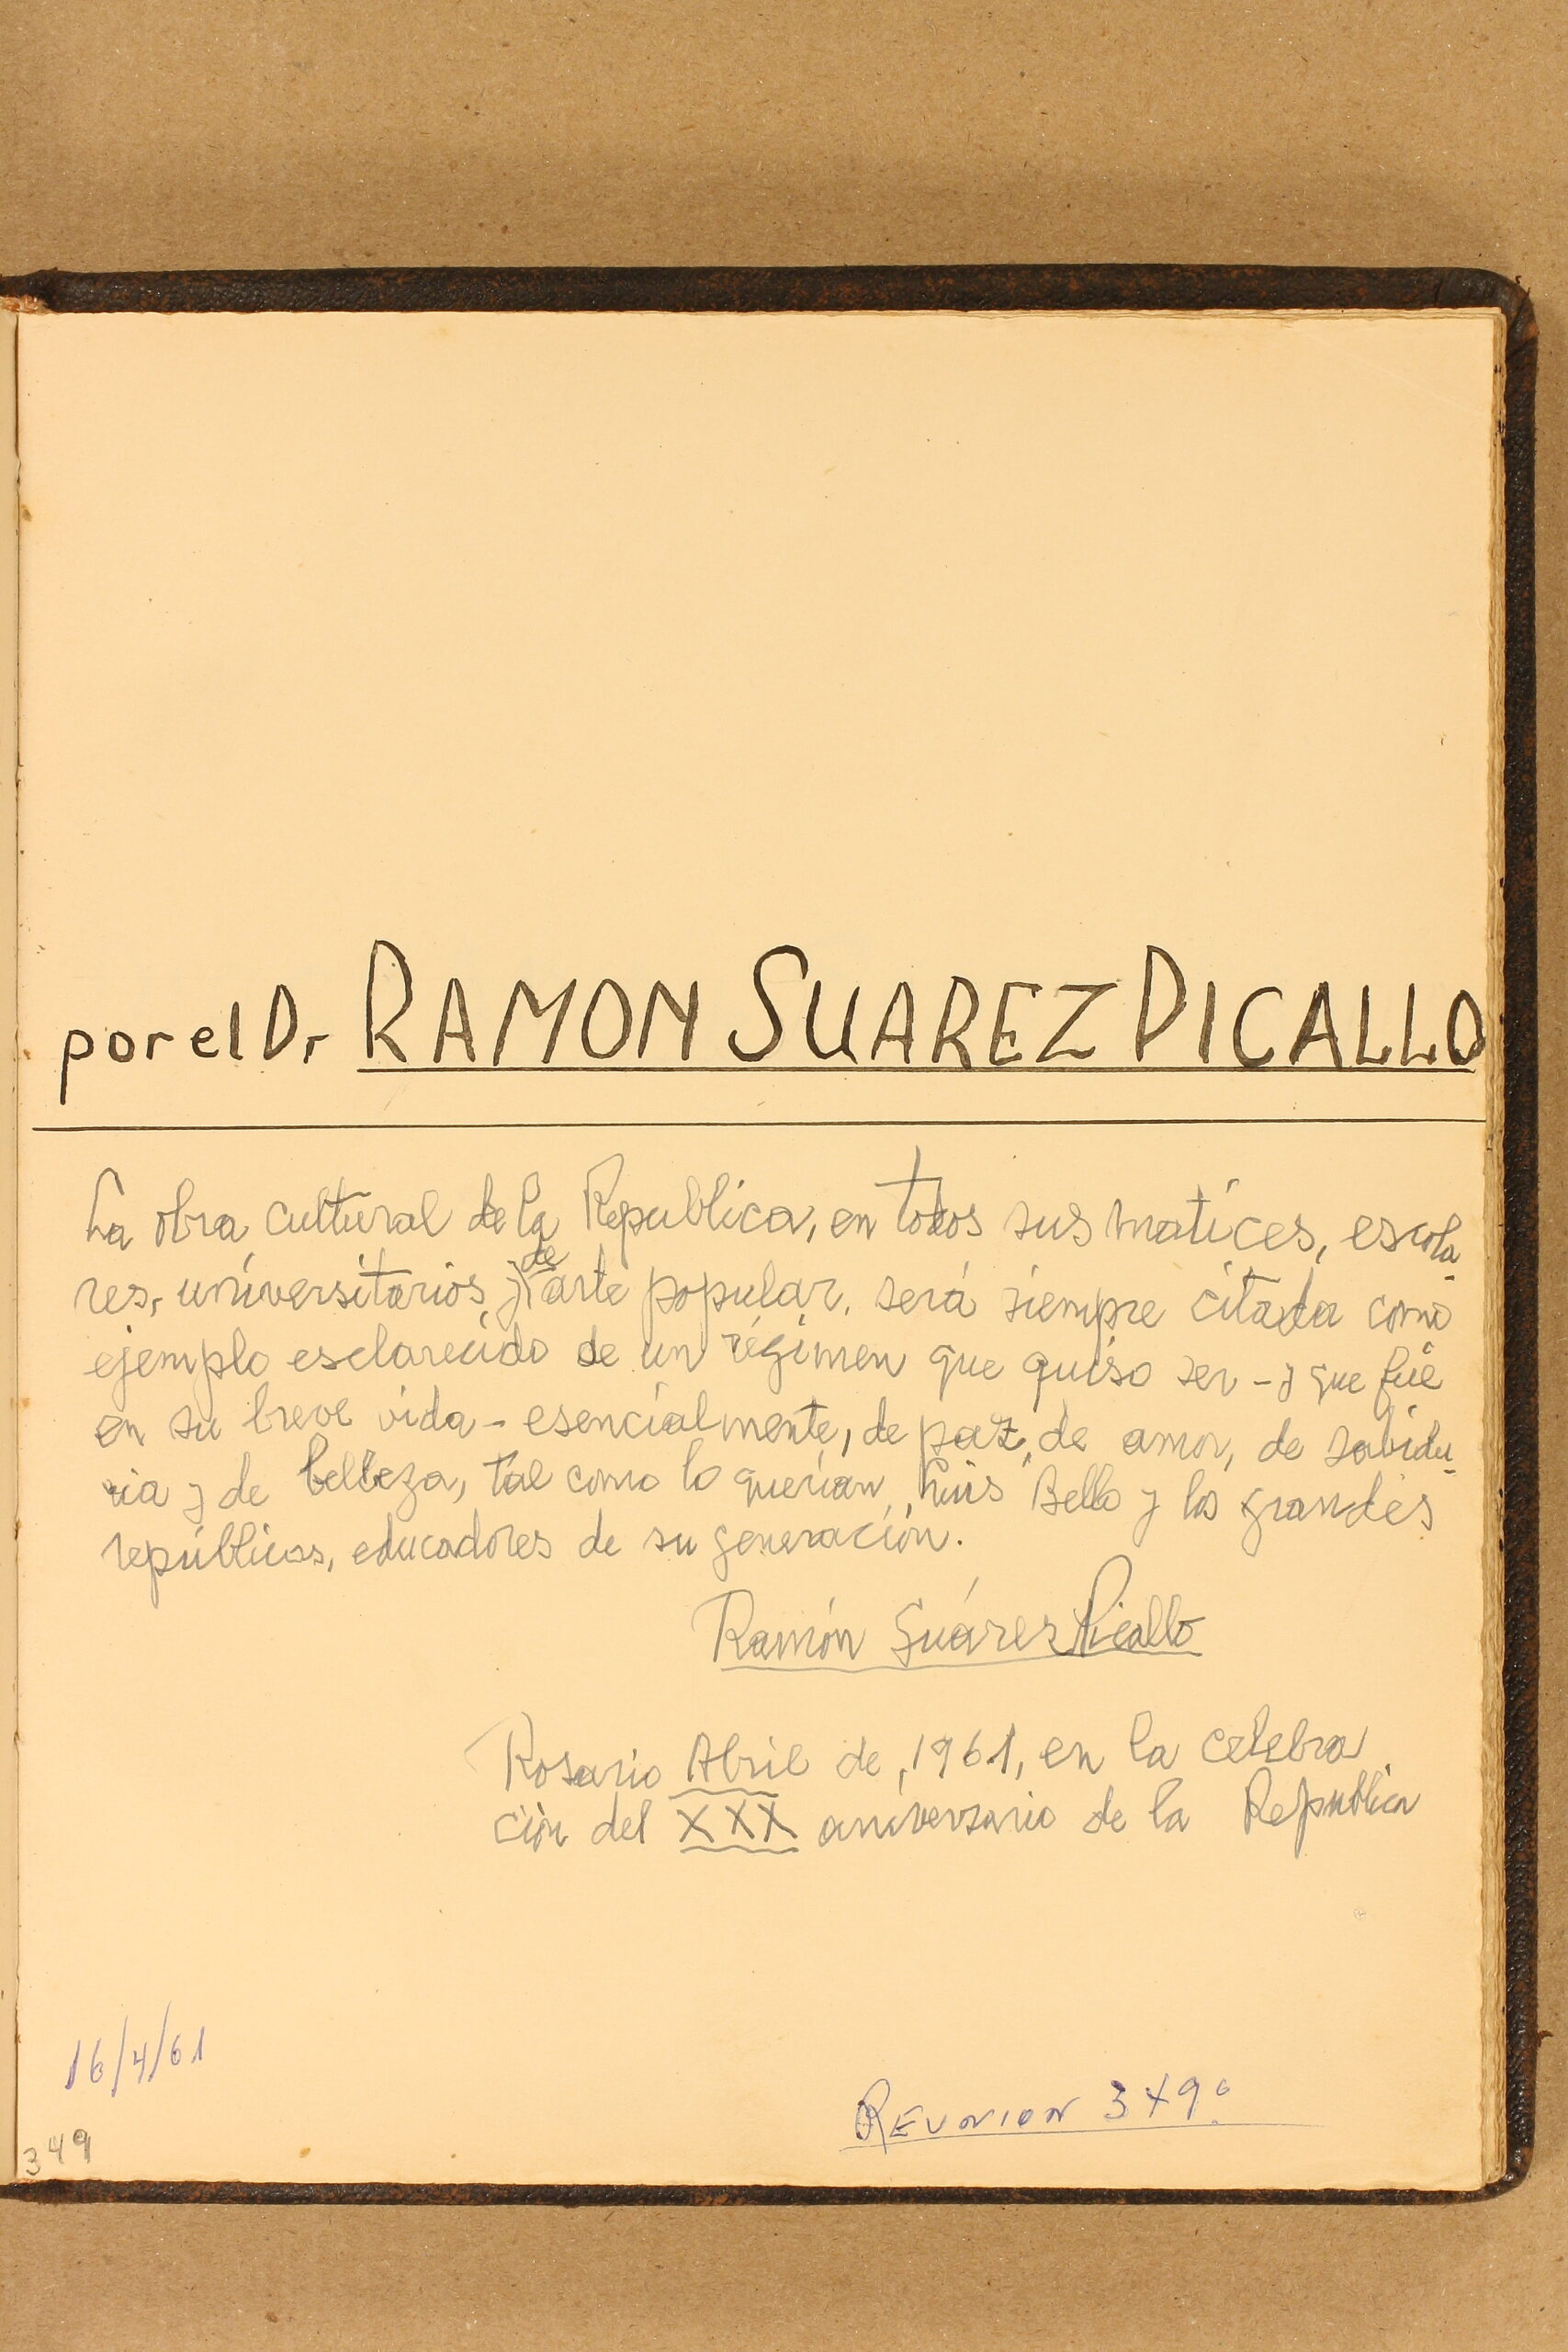 por el Dr RAMON SUAREZ PICALLO
La obra cultural de la Republica, en todos sus matices, escola-
res, universitarios, y de arte popular, será siempre citada como
ejemplo esclarecido de un régimen que quiso ser - y que fué
en su breve vida - esencialmente, de paz, de amor, de sabidu-
ria y de belleza, tal como lo querían, Luis Bello y los grandes
repúblicos, educadores de su generación.
Ramón Suárez Picallo
Rosario Abril de, 1961, en la celebra
ción del XXX aniversario de la Republica
16/4/61
REUNION 349º
349